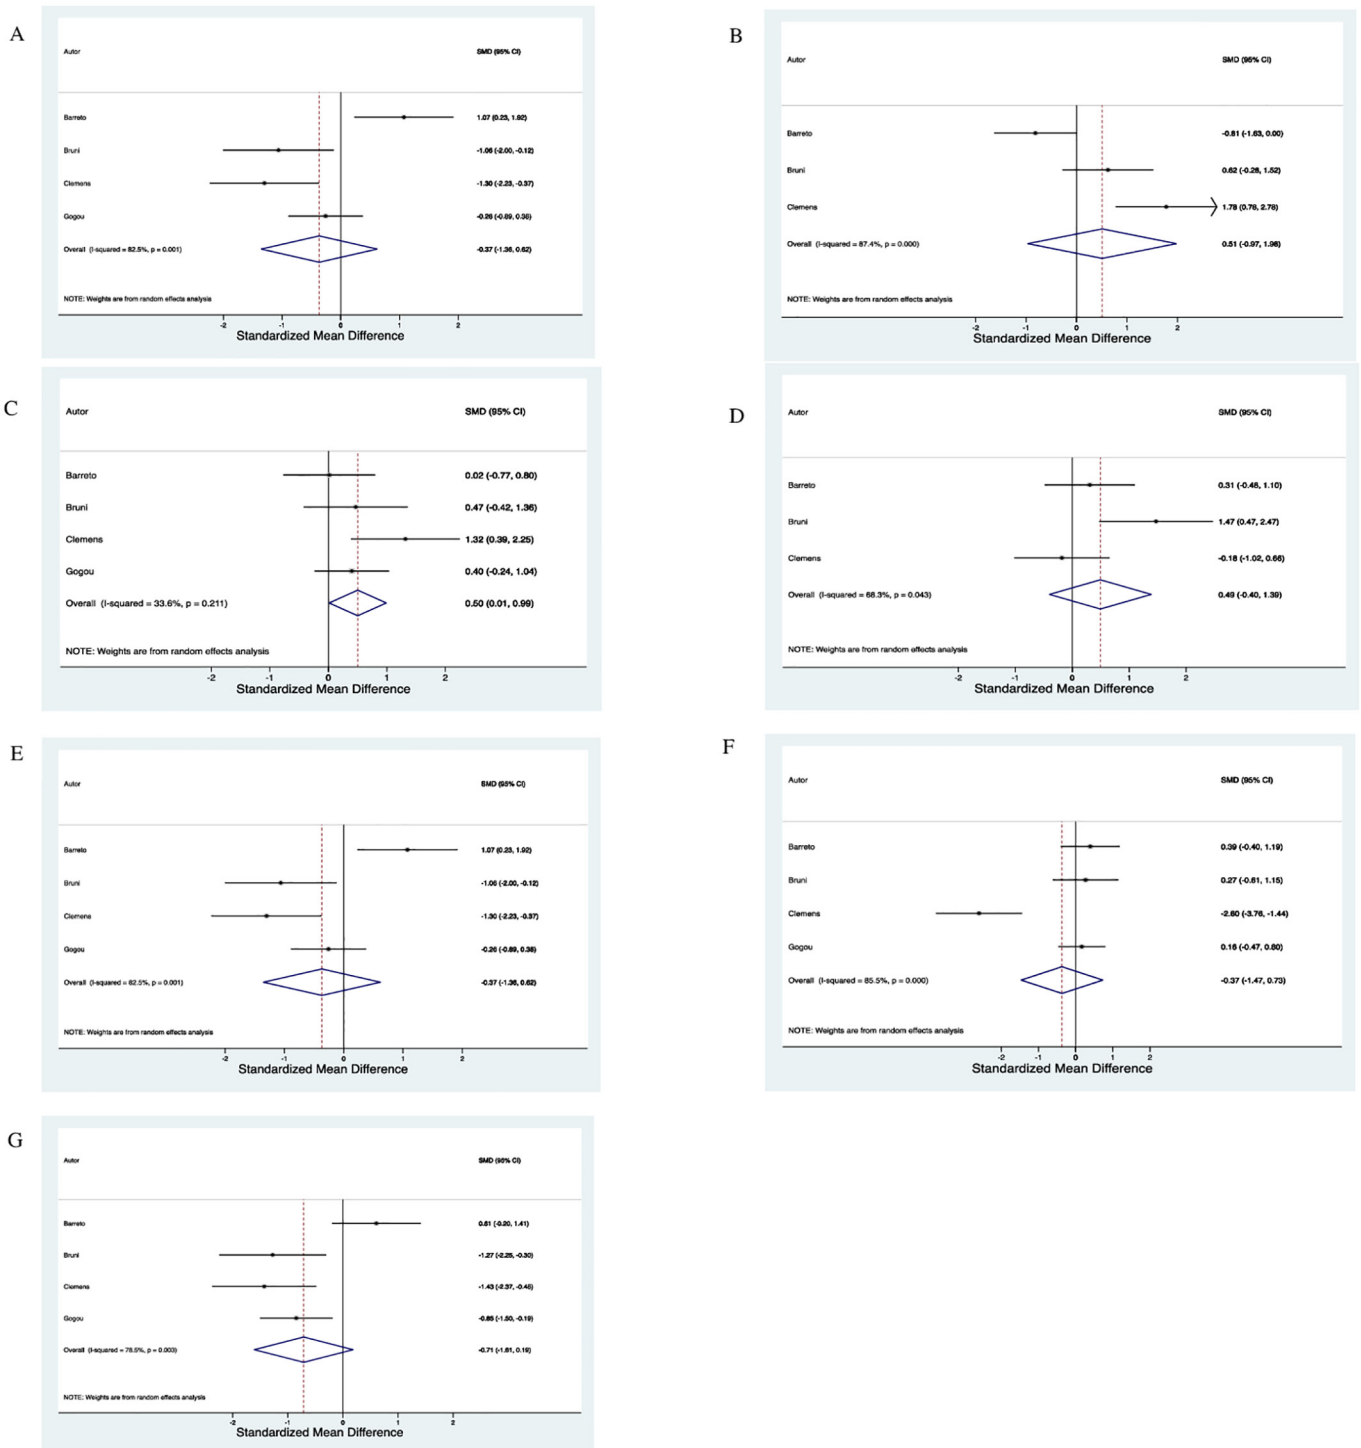 A
Autor SMD (95% CI)
Barreto 1.07 (0.23, 1.92)
Bruni -1.06 (-2.00, -0.12)
Clemens -1.30 (-2.23, -0.37)
Gogou -0.26 (-0.89, 0.38)
Overall (I-squared = 82.5%, p = 0.001) -0.37 (-1.36, 0.62)
NOTE: Weights are from random effects analysis
-2 -1 0 1 2
Standardized Mean Difference
B
Autor SMD (95% CI)
Barreto -0.81 (-1.63, 0.00)
Bruni 0.62 (-0.28, 1.52)
Clemens 1.78 (0.78, 2.78)
Overall (I-squared = 87.4%, p = 0.000) 0.51 (-0.97, 1.98)
NOTE: Weights are from random effects analysis
-2 -1 0 1 2
Standardized Mean Difference
C
Autor SMD (95% CI)
Barreto 0.02 (-0.77, 0.80)
Bruni 0.47 (-0.42, 1.36)
Clemens 1.32 (0.39, 2.25)
Gogou 0.40 (-0.24, 1.04)
Overall (I-squared = 33.6%, p = 0.211) 0.50 (0.01, 0.99)
NOTE: Weights are from random effects analysis
-2 -1 0 1 2
Standardized Mean Difference
D
Autor SMD (95% CI)
Barreto 0.31 (-0.48, 1.10)
Bruni 1.47 (0.47, 2.47)
Clemens -0.18 (-1.02, 0.66)
Overall (I-squared = 68.3%, p = 0.043) 0.49 (-0.40, 1.39)
NOTE: Weights are from random effects analysis
-2 -1 0 1 2
Standardized Mean Difference
E
Autor SMD (95% CI)
Barreto 1.07 (0.23, 1.92)
Bruni -1.06 (-2.00, -0.12)
Clemens -1.30 (-2.23, -0.37)
Gogou -0.26 (-0.89, 0.38)
Overall (I-squared = 82.5%, p = 0.001) -0.37 (-1.36, 0.62)
NOTE: Weights are from random effects analysis
-2 -1 0 1 2
Standardized Mean Difference
F
Autor SMD (95% CI)
Barreto 0.39 (-0.40, 1.19)
Bruni 0.27 (-0.61, 1.15)
Clemens -2.60 (-3.76, -1.44)
Gogou 0.16 (-0.47, 0.80)
Overall (I-squared = 85.5%, p = 0.000) -0.37 (-1.47, 0.73)
NOTE: Weights are from random effects analysis
-2 -1 0 1 2
Standardized Mean Difference
G
Autor SMD (95% CI)
Barreto 0.61 (-0.20, 1.41)
Bruni -1.27 (-2.25, -0.30)
Clemens -1.43 (-2.37, -0.48)
Gogou -0.85 (-1.50, -0.19)
Overall (I-squared = 78.5%, p = 0.003) -0.71 (-1.61, 0.19)
NOTE: Weights are from random effects analysis
-2 -1 0 1 2
Standardized Mean Difference